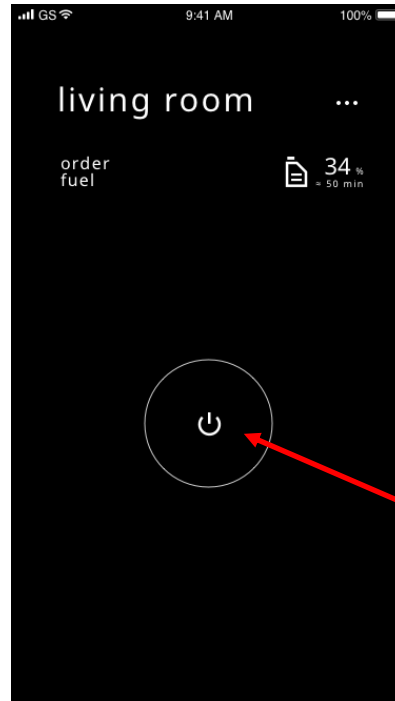 GS 9:41 AM 100%
living room ...
order
fuel
34 %
≈ 50 min